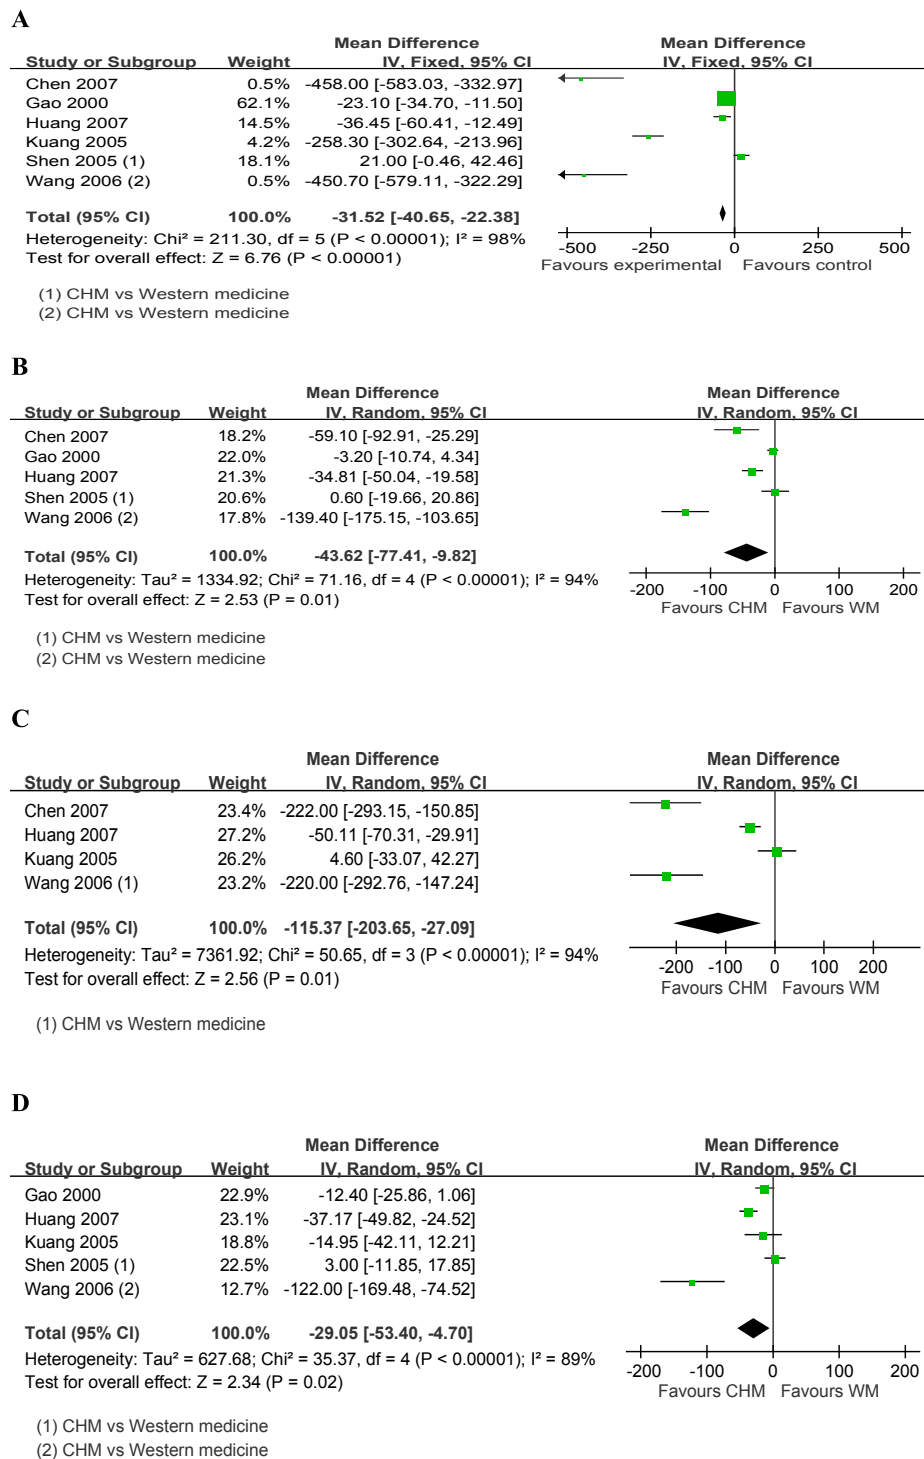 A
Mean Difference Mean Difference
Study or Subgroup Weight IV, Fixed, 95% CI IV, Fixed, 95% CI
Chen 2007 0.5% -458.00 [-583.03, -332.97]
Gao 2000 62.1% -23.10 [-34.70, -11.50]
Huang 2007 14.5% -36.45 [-60.41, -12.49]
Kuang 2005 4.2% -258.30 [-302.64, -213.96]
Shen 2005 (1) 18.1% 21.00 [-0.46, 42.46]
Wang 2006 (2) 0.5% -450.70 [-579.11, -322.29]
Total (95% CI) 100.0% -31.52 [-40.65, -22.38]
Heterogeneity: Chi² = 211.30, df = 5 (P < 0.00001); I² = 98%
Test for overall effect: Z = 6.76 (P < 0.00001)
-500 -250 0 250 500
Favours experimental Favours control
(1) CHM vs Western medicine
(2) CHM vs Western medicine
B
Mean Difference Mean Difference
Study or Subgroup Weight IV, Random, 95% CI IV, Random, 95% CI
Chen 2007 18.2% -59.10 [-92.91, -25.29]
Gao 2000 22.0% -3.20 [-10.74, 4.34]
Huang 2007 21.3% -34.81 [-50.04, -19.58]
Shen 2005 (1) 20.6% 0.60 [-19.66, 20.86]
Wang 2006 (2) 17.8% -139.40 [-175.15, -103.65]
Total (95% CI) 100.0% -43.62 [-77.41, -9.82]
Heterogeneity: Tau² = 1334.92; Chi² = 71.16, df = 4 (P < 0.00001); I² = 94%
Test for overall effect: Z = 2.53 (P = 0.01)
-200 -100 0 100 200
Favours CHM Favours WM
(1) CHM vs Western medicine
(2) CHM vs Western medicine
C
Mean Difference Mean Difference
Study or Subgroup Weight IV, Random, 95% CI IV, Random, 95% CI
Chen 2007 23.4% -222.00 [-293.15, -150.85]
Huang 2007 27.2% -50.11 [-70.31, -29.91]
Kuang 2005 26.2% 4.60 [-33.07, 42.27]
Wang 2006 (1) 23.2% -220.00 [-292.76, -147.24]
Total (95% CI) 100.0% -115.37 [-203.65, -27.09]
Heterogeneity: Tau² = 7361.92; Chi² = 50.65, df = 3 (P < 0.00001); I² = 94%
Test for overall effect: Z = 2.56 (P = 0.01)
-200 -100 0 100 200
Favours CHM Favours WM
(1) CHM vs Western medicine
D
Mean Difference Mean Difference
Study or Subgroup Weight IV, Random, 95% CI IV, Random, 95% CI
Gao 2000 22.9% -12.40 [-25.86, 1.06]
Huang 2007 23.1% -37.17 [-49.82, -24.52]
Kuang 2005 18.8% -14.95 [-42.11, 12.21]
Shen 2005 (1) 22.5% 3.00 [-11.85, 17.85]
Wang 2006 (2) 12.7% -122.00 [-169.48, -74.52]
Total (95% CI) 100.0% -29.05 [-53.40, -4.70]
Heterogeneity: Tau² = 627.68; Chi² = 35.37, df = 4 (P < 0.00001); I² = 89%
Test for overall effect: Z = 2.34 (P = 0.02)
-200 -100 0 100 200
Favours CHM Favours WM
(1) CHM vs Western medicine
(2) CHM vs Western medicine